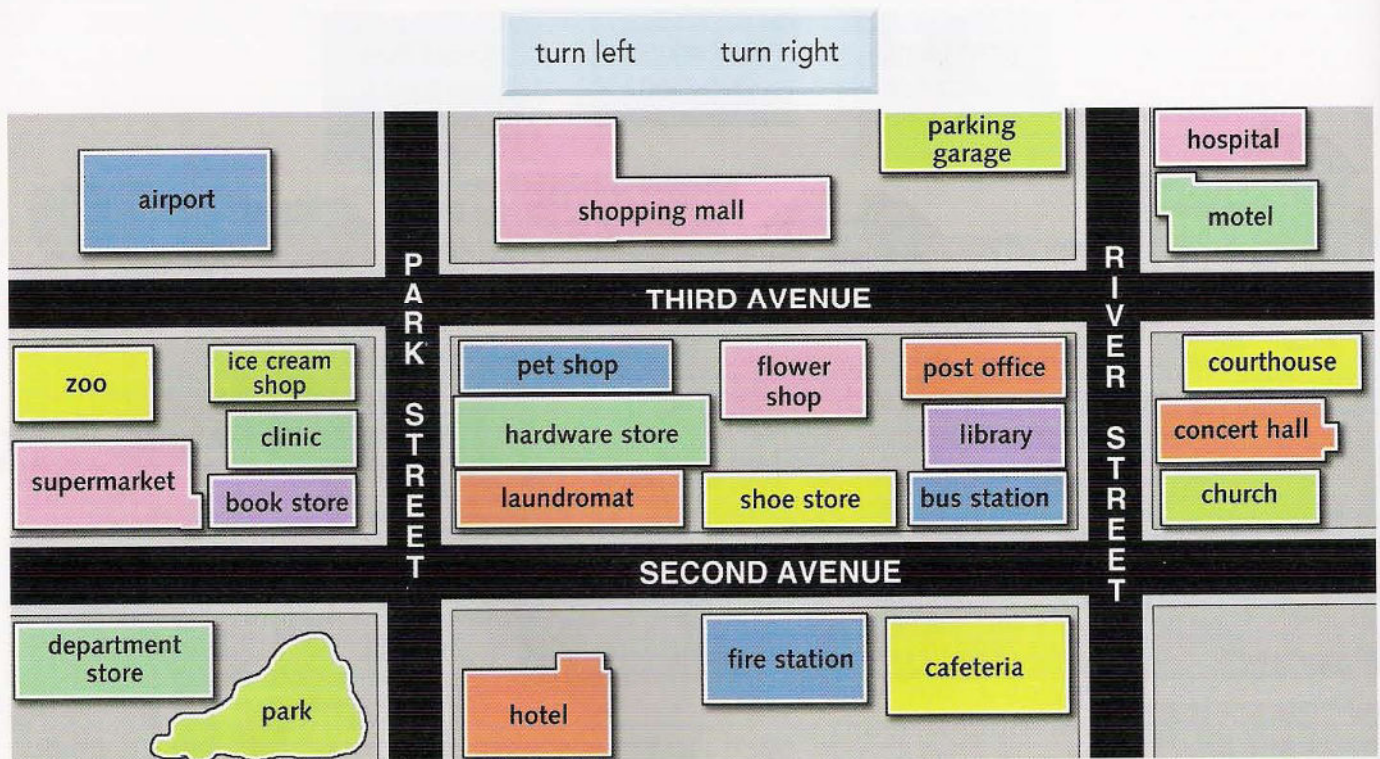 turn left turn right
airport
shopping mall
parking
garage
hospital
motel
PARK STREET
THIRD AVENUE
RIVER STREET
zoo
ice cream
shop
clinic
supermarket
book store
pet shop
flower
shop
post office
hardware store
library
laundromat
shoe store
bus station
courthouse
concert hall
church
SECOND AVENUE
department
store
park
hotel
fire station
cafeteria